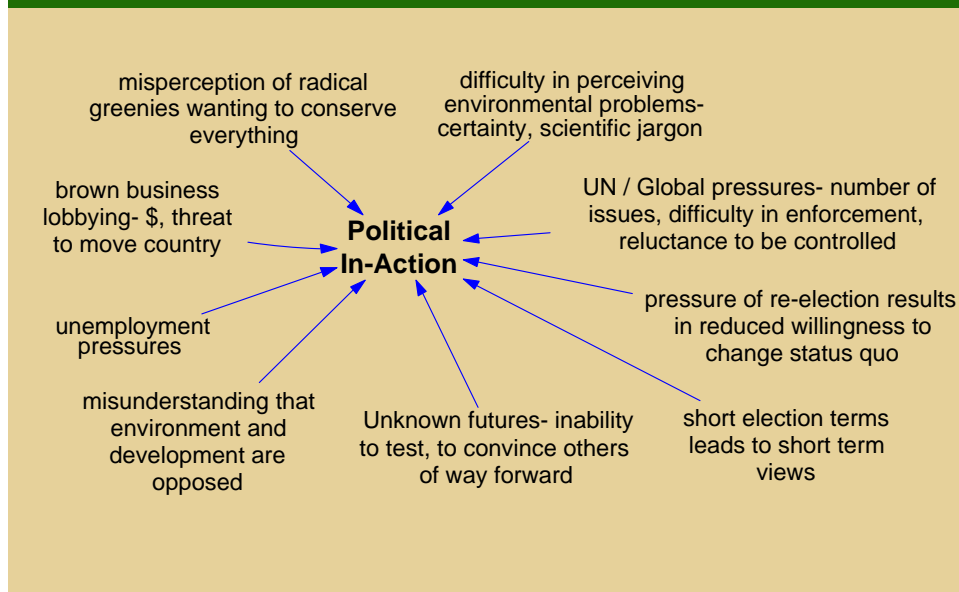 misperception of radical
greenies wanting to conserve
everything
difficulty in perceiving
environmental problems-
certainty, scientific jargon
brown business
lobbying- $, threat
to move country
Political
In-Action
UN / Global pressures- number of
issues, difficulty in enforcement,
reluctance to be controlled
unemployment
pressures
pressure of re-election results
in reduced willingness to
change status quo
misunderstanding that
environment and
development are
opposed
Unknown futures- inability
to test, to convince others
of way forward
short election terms
leads to short term
views